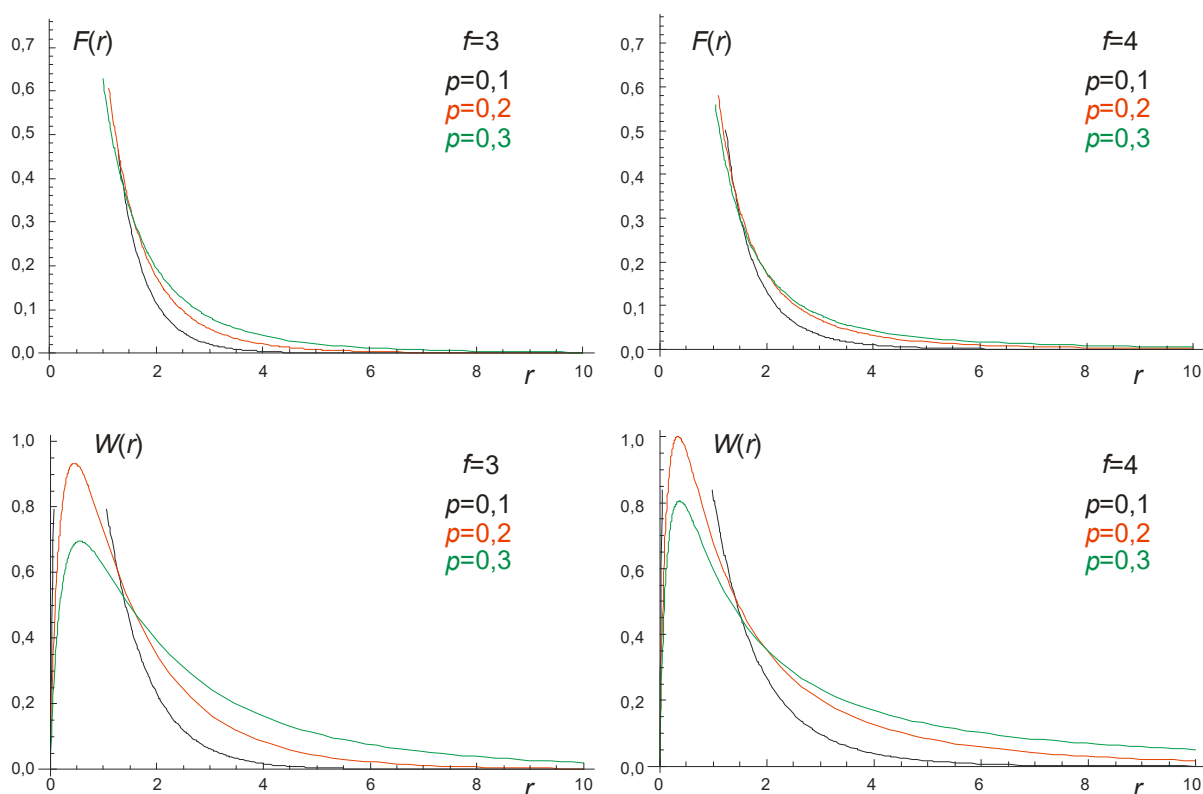 F(r)
f=3
p=0,1
p=0,2
p=0,3
0,7
0,6
0,5
0,4
0,3
0,2
0,1
0,0
0 2 4 6 8 10
r
F(r)
f=4
p=0,1
p=0,2
p=0,3
0,7
0,6
0,5
0,4
0,3
0,2
0,1
0,0
0 2 4 6 8 10
r
W(r)
f=3
p=0,1
p=0,2
p=0,3
1,0
0,8
0,6
0,4
0,2
0,0
0 2 4 6 8 10
r
W(r)
f=4
p=0,1
p=0,2
p=0,3
1,0
0,8
0,6
0,4
0,2
0,0
0 2 4 6 8 10
r